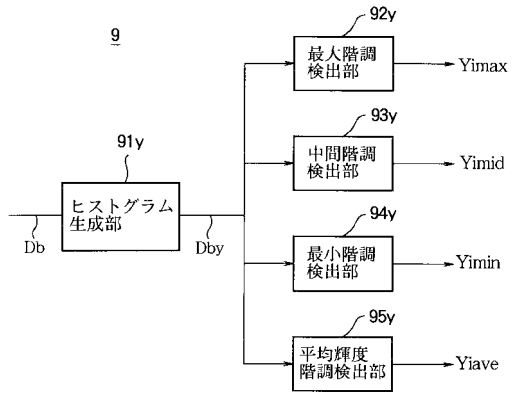 9
92y
最大階調
検出部
Yimax
93y
中間階調
検出部
Yimid
91y
ヒストグラム
生成部
Db
Dby
94y
最小階調
検出部
Yimin
95y
平均輝度
階調検出部
Yiave